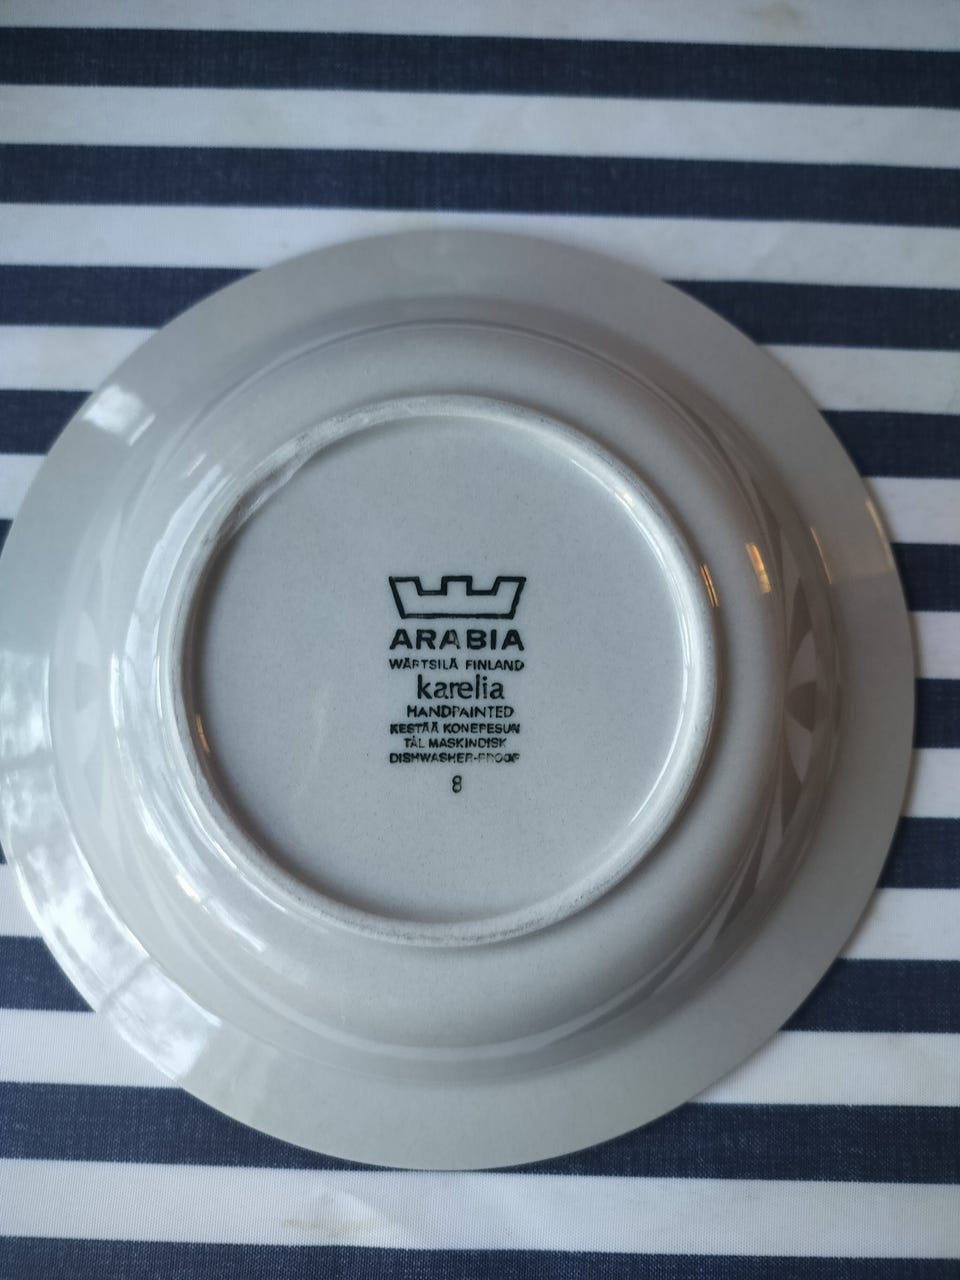 ARABIA
WÄRTSILÄ FINLAND
karelia
HANDPAINTED
KESTÄÄ KONEPESUN
TÅL MASKINDISK
DISHWASHER-PROOF
8